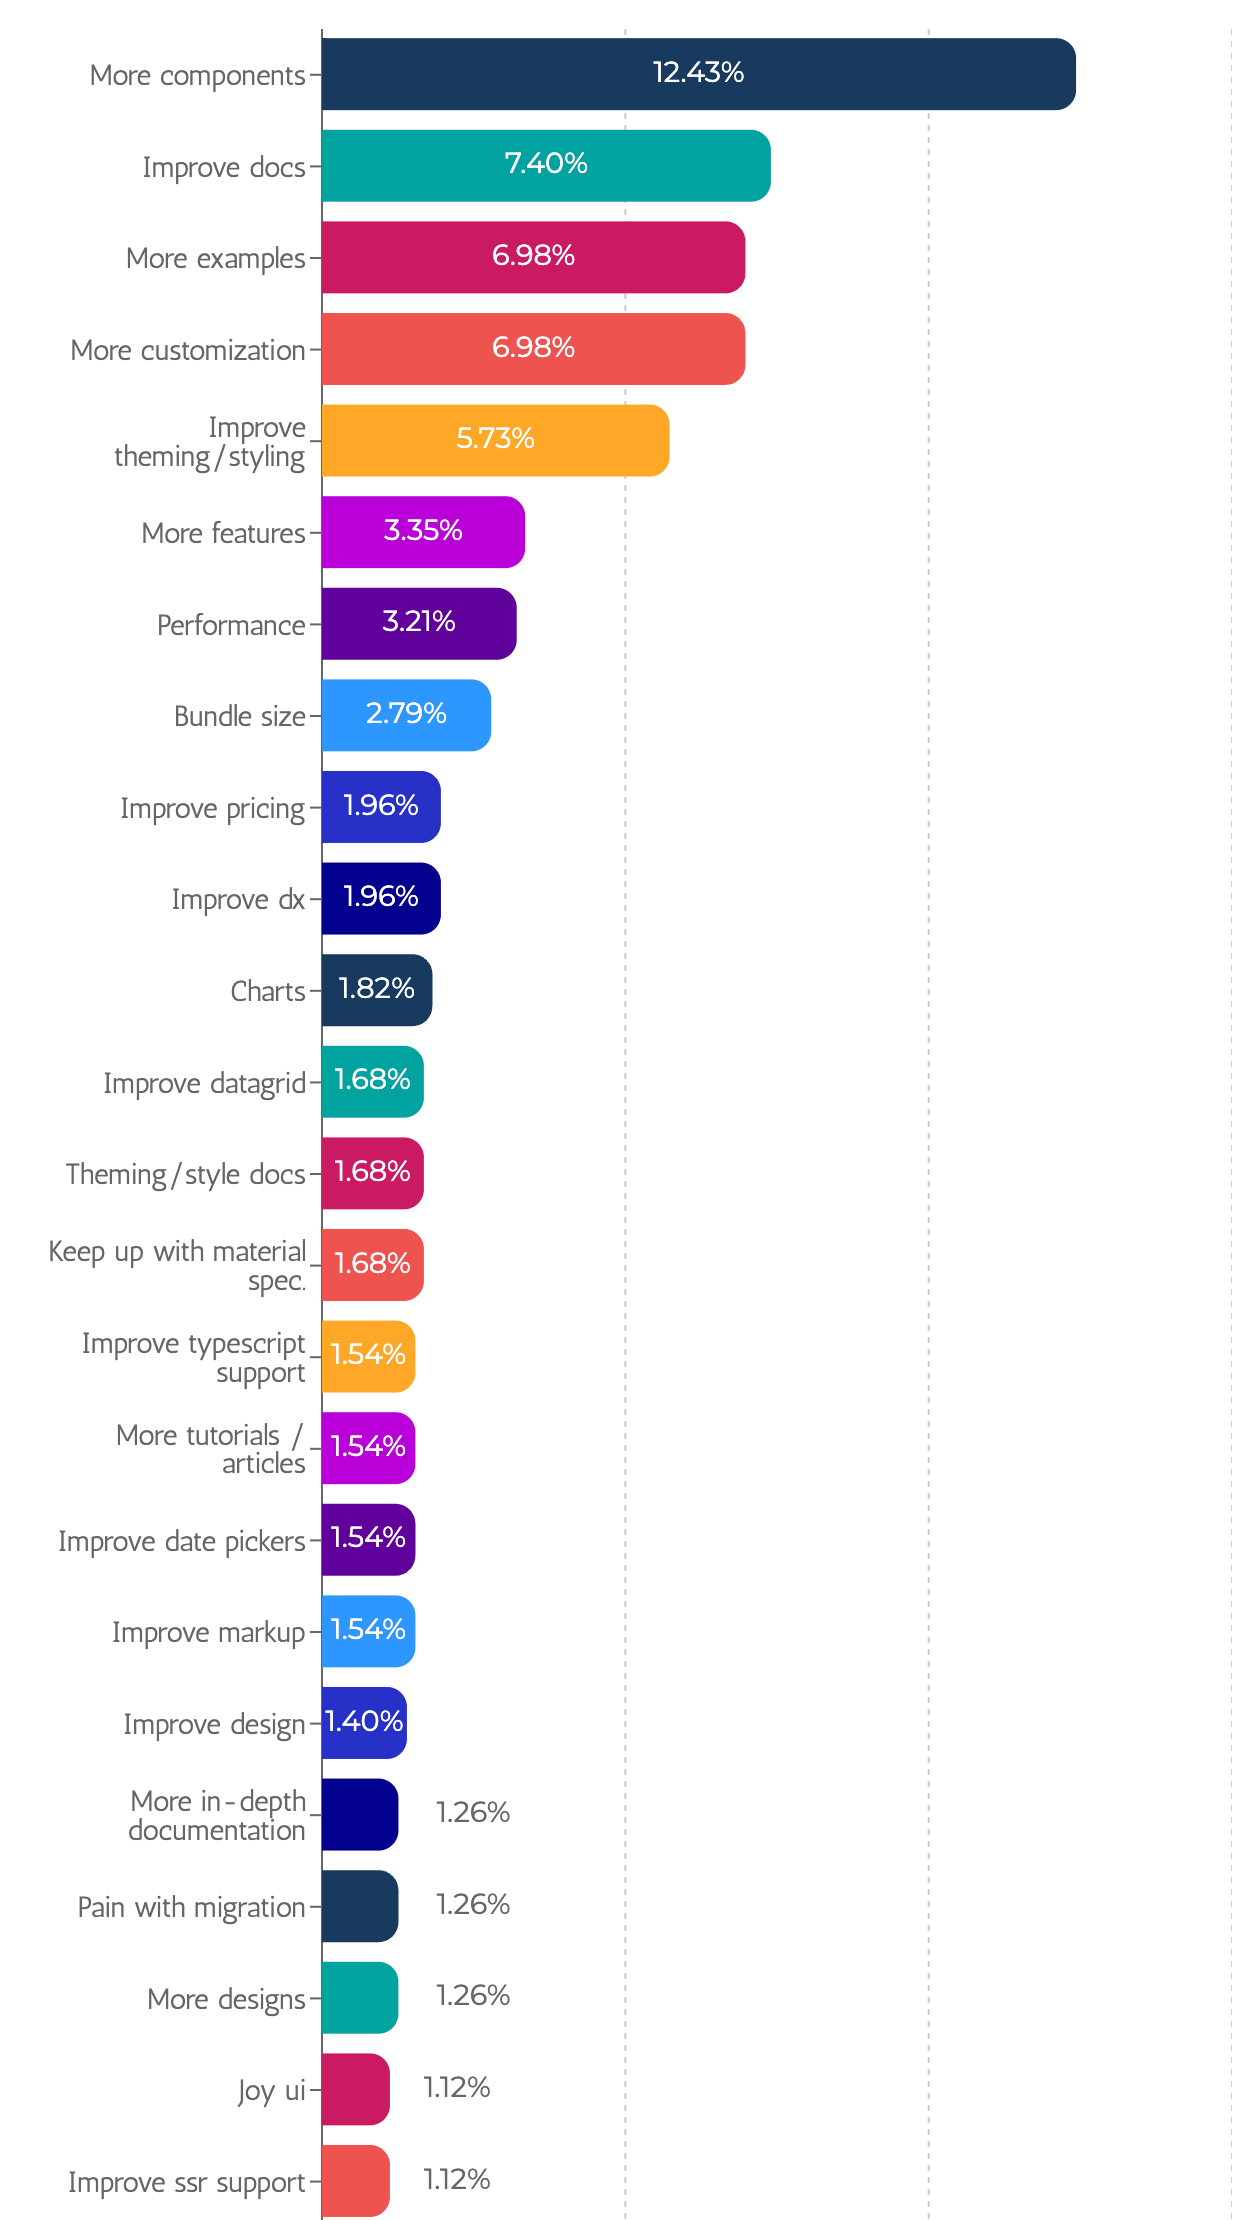 More components
12.43%
Improve docs
7.40%
More examples
6.98%
More customization
6.98%
Improve
theming/styling
5.73%
More features
3.35%
Performance
3.21%
Bundle size
2.79%
Improve pricing
1.96%
Improve dx
1.96%
Charts
1.82%
Improve datagrid
1.68%
Theming/style docs
1.68%
Keep up with material
spec.
1.68%
Improve typescript
support
1.54%
More tutorials /
articles
1.54%
Improve date pickers
1.54%
Improve markup
1.54%
Improve design
1.40%
More in-depth
documentation
1.26%
Pain with migration
1.26%
More designs
1.26%
Joy ui
1.12%
Improve ssr support
1.12%